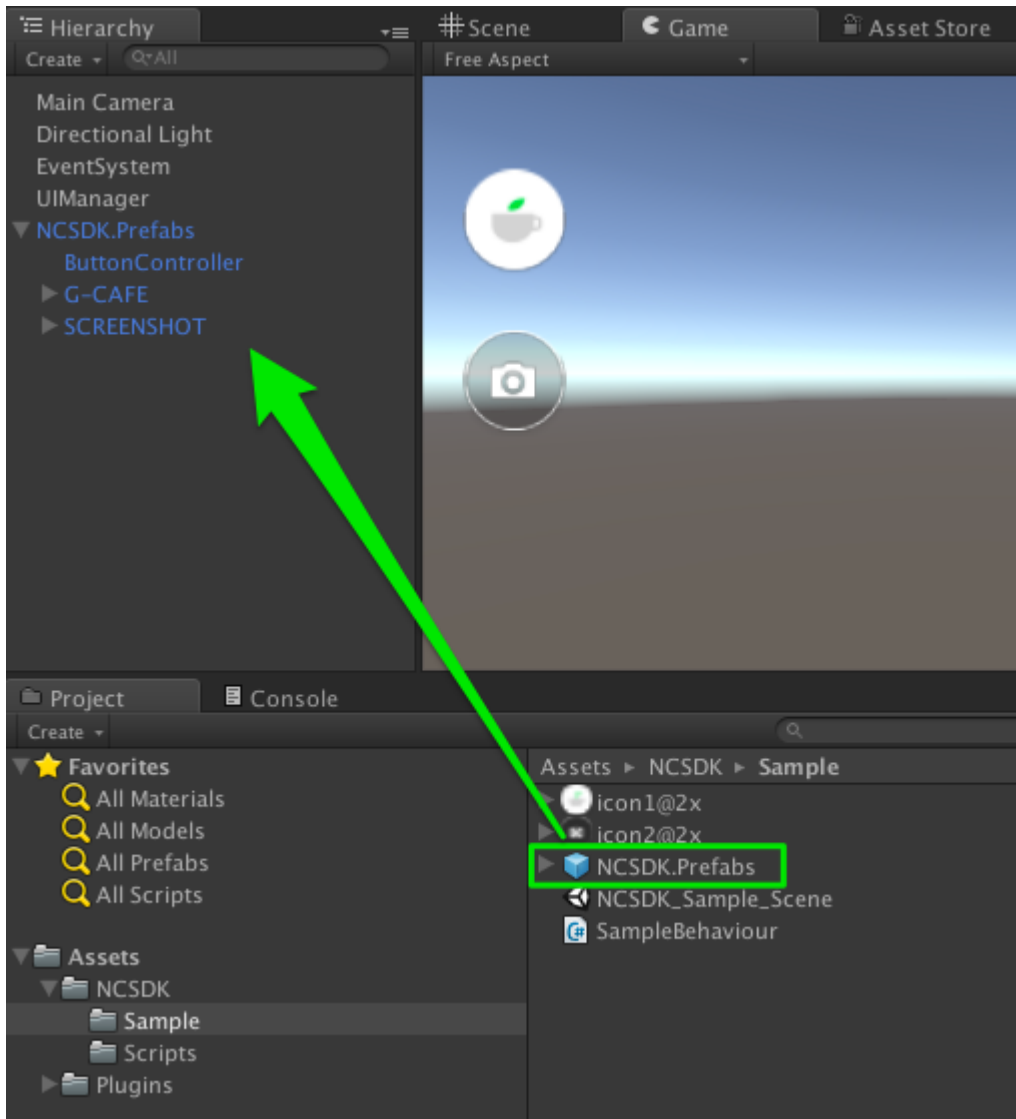 Hierarchy
Create
All
Main Camera
Directional Light
EventSystem
UIManager
NCSDK.Prefabs
ButtonController
G-CAFE
SCREENSHOT
Scene
Game
Asset Store
Free Aspect
Project
Console
Create
Favorites
All Materials
All Models
All Prefabs
All Scripts
Assets
NCSDK
Sample
Scripts
Plugins
Assets ▸ NCSDK ▸ Sample
icon1@2x
icon2@2x
NCSDK.Prefabs
NCSDK_Sample_Scene
SampleBehaviour